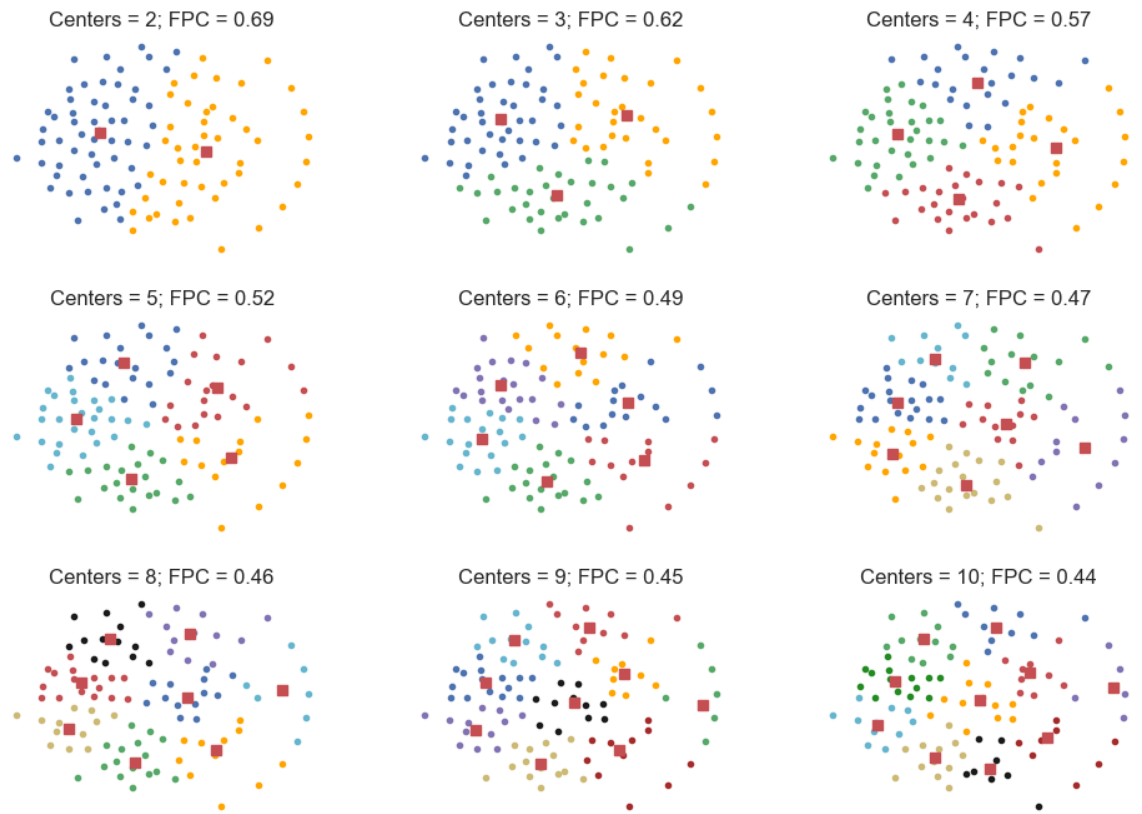 Centers = 2; FPC = 0.69
Centers = 3; FPC = 0.62
Centers = 4; FPC = 0.57
Centers = 5; FPC = 0.52
Centers = 6; FPC = 0.49
Centers = 7; FPC = 0.47
Centers = 8; FPC = 0.46
Centers = 9; FPC = 0.45
Centers = 10; FPC = 0.44